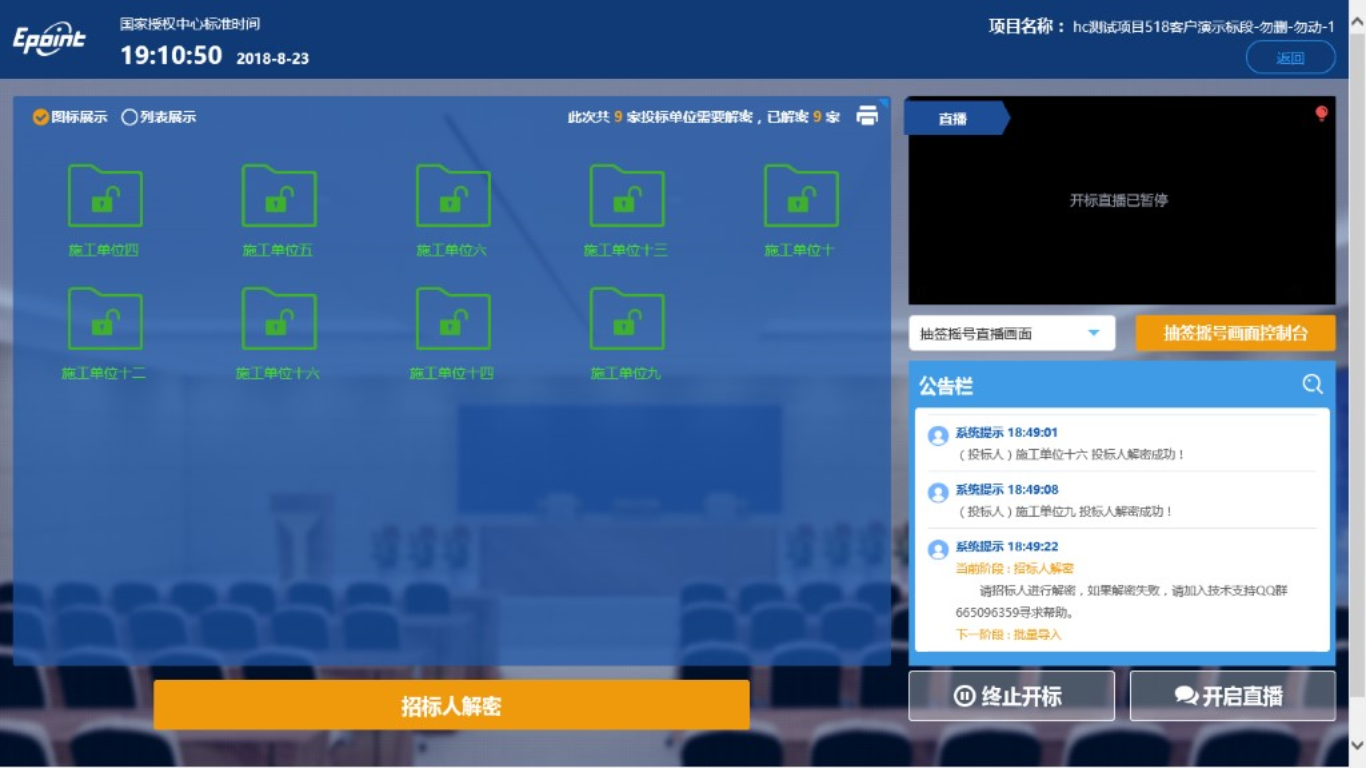 Epoint
国家授权中心标准时间
19:10:50 2018-8-23
项目名称：hc测试项目518客户演示标段-勿删-勿动-1
返回
图标展示 列表展示
此次共 9 家投标单位需要解密，已解密 9 家
施工单位四 施工单位五 施工单位六 施工单位十三 施工单位十
施工单位十二 施工单位十六 施工单位十四 施工单位九
招标人解密
直播
开标直播已暂停
抽签摇号直播画面
抽签摇号画面控制台
公告栏
系统提示 18:49:01
（投标人）施工单位十六 投标人解密成功！
系统提示 18:49:08
（投标人）施工单位九 投标人解密成功！
系统提示 18:49:22
当前阶段：招标人解密
请招标人进行解密，如果解密失败，请加入技术支持QQ群
665096359寻求帮助。
下一阶段：批量导入
终止开标
开启直播